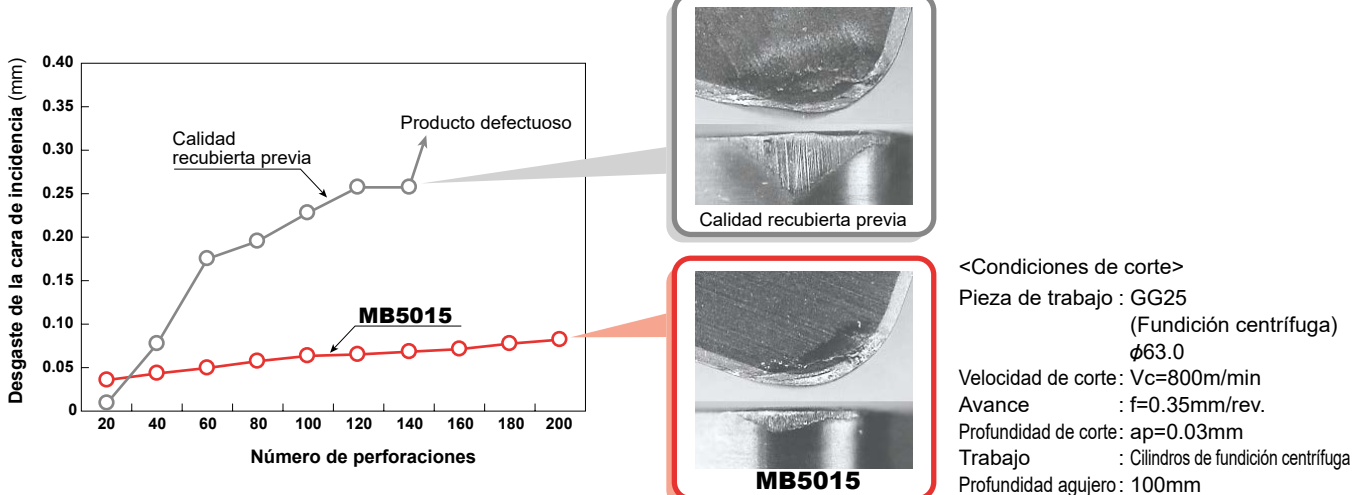 Desgaste de la cara de incidencia (mm)
0.40
0.35
0.30
0.25
0.20
0.15
0.10
0.05
0
20 40 60 80 100 120 140 160 180 200
Número de perforaciones
Calidad
recubierta previa
Producto defectuoso
MB5015
Calidad recubierta previa
MB5015
<Condiciones de corte>
Pieza de trabajo : GG25
(Fundición centrífuga)
ϕ63.0
Velocidad de corte: Vc=800m/min
Avance : f=0.35mm/rev.
Profundidad de corte: ap=0.03mm
Trabajo : Cilindros de fundición centrífuga
Profundidad agujero: 100mm